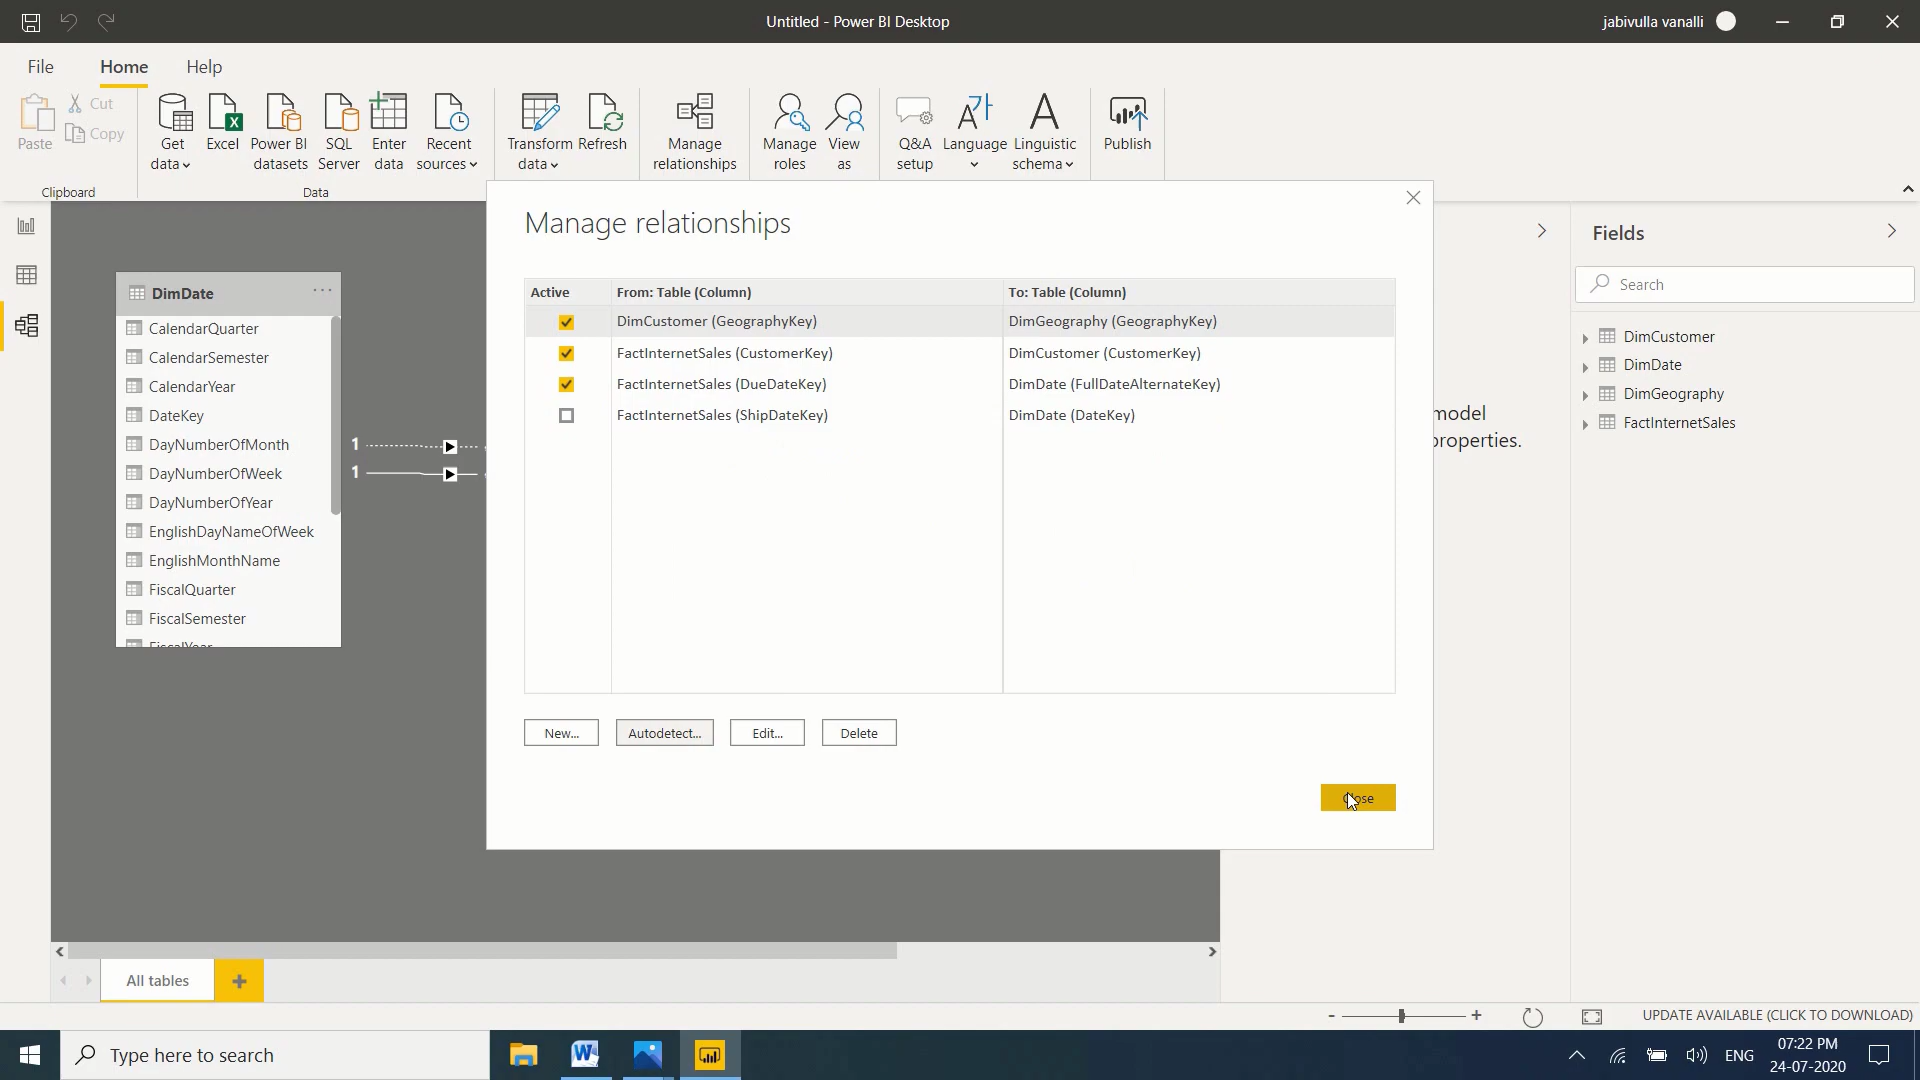 Untitled - Power BI Desktop
jabivulla vanalli
File
Home
Help
Paste
Cut
Copy
Clipboard
Get data
Excel
Power BI datasets
SQL Server
Enter data
Recent sources
Data
Transform data
Refresh
Manage relationships
Manage roles
View as
Q&A setup
Language
Linguistic schema
Publish
DimDate
CalendarQuarter
CalendarSemester
CalendarYear
DateKey
DayNumberOfMonth
DayNumberOfWeek
DayNumberOfYear
EnglishDayNameOfWeek
EnglishMonthName
FiscalQuarter
FiscalSemester
FiscalYear
1
1
Manage relationships
Active From: Table (Column) To: Table (Column)
DimCustomer (GeographyKey) DimGeography (GeographyKey)
FactInternetSales (CustomerKey) DimCustomer (CustomerKey)
FactInternetSales (DueDateKey) DimDate (FullDateAlternateKey)
FactInternetSales (ShipDateKey) DimDate (DateKey)
New...
Autodetect...
Edit...
Delete
Close
model
properties.
Fields
Search
DimCustomer
DimDate
DimGeography
FactInternetSales
All tables
UPDATE AVAILABLE (CLICK TO DOWNLOAD)
Type here to search
ENG
07:22 PM
24-07-2020